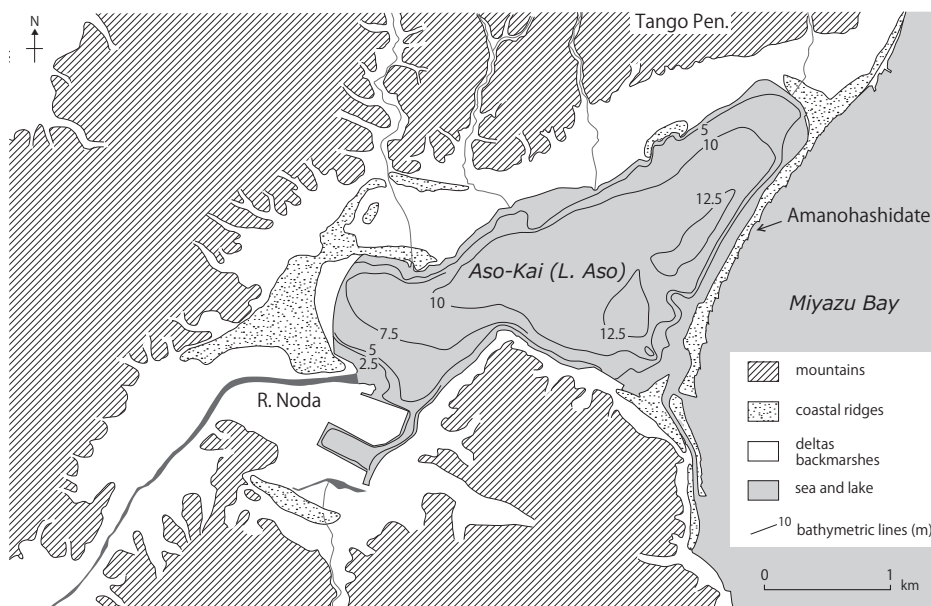 N
Tango Pen.
5
10
12.5
Amanohashidate
Aso-Kai (L. Aso)
10
Miyazu Bay
7.5
12.5
5
2.5
R. Noda
mountains
coastal ridges
deltas
backmarshes
sea and lake
10 bathymetric lines (m)
0 1
km